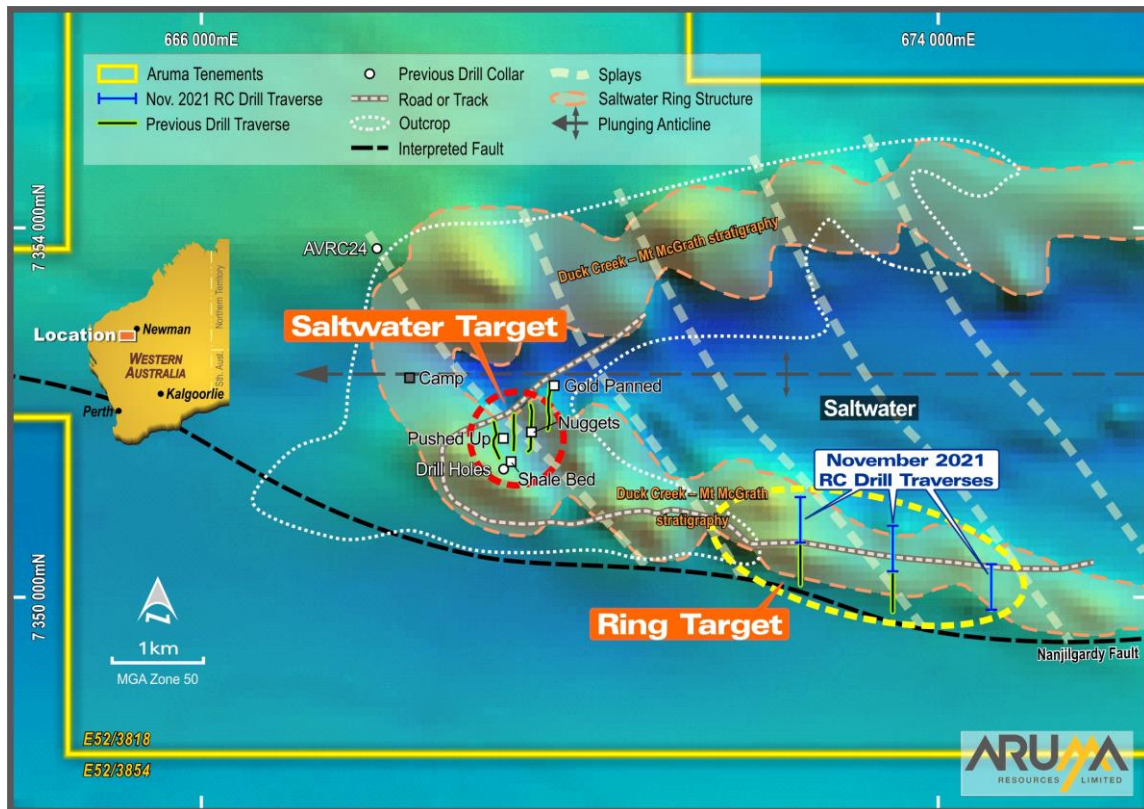 666 000mE
674 000mE
Aruma Tenements
Nov. 2021 RC Drill Traverse
Previous Drill Traverse
Previous Drill Collar
Road or Track
Outcrop
Interpreted Fault
Splays
Saltwater Ring Structure
Plunging Anticline
7 354 000mN
AVRC24
Duck Creek – Mt McGrath stratigraphy
Northern Territory
Sth. Aust.
Location
Newman
WESTERN
AUSTRALIA
Kalgoorlie
Perth
Saltwater Target
Camp
Gold Panned
Nuggets
Pushed Up
Drill Holes
Shale Bed
Saltwater
November 2021
RC Drill Traverses
Duck Creek – Mt McGrath
stratigraphy
7 350 000mN
Ring Target
Nanjilgardy Fault
1km
MGA Zone 50
E52/3818
E52/3854
ARUMA
RESOURCES LIMITED